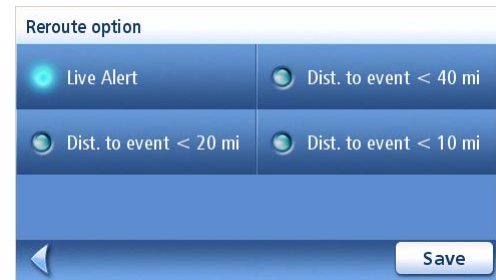 Reroute option
Live Alert
Dist. to event < 40 mi
Dist. to event < 20 mi
Dist. to event < 10 mi
Save